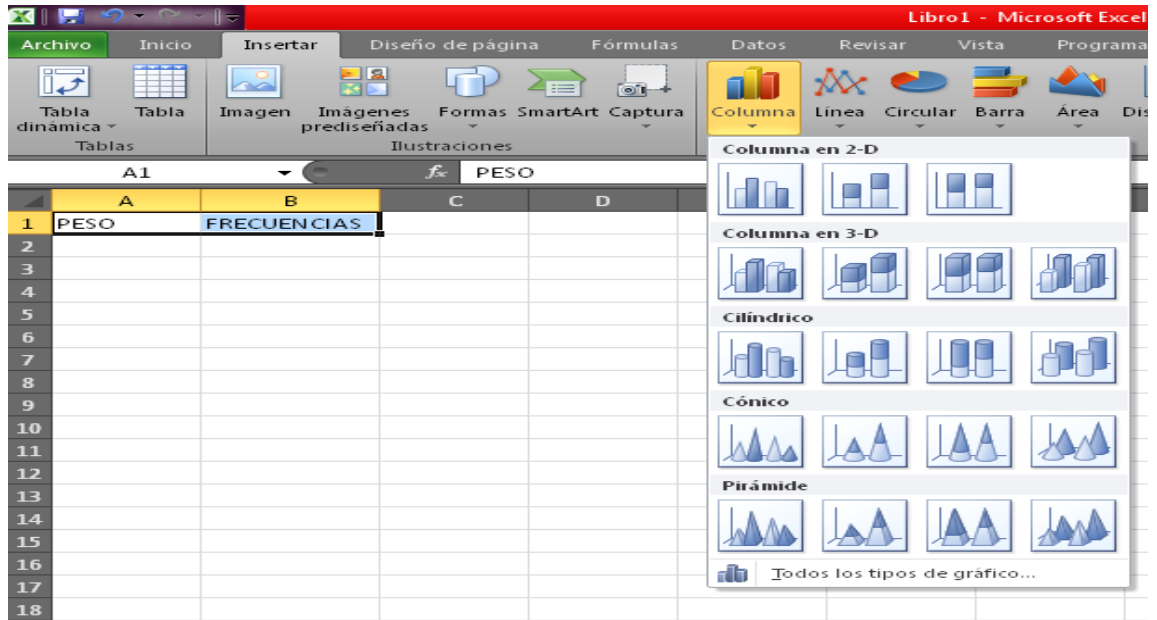 Libro1 - Microsoft Excel
Archivo Inicio Insertar Diseño de página Fórmulas Datos Revisar Vista Programa
Tabla dinámica Tabla Imagen Imágenes prediseñadas Formas SmartArt Captura Columna Línea Circular Barra Área Dis
Tablas Ilustraciones
A1 fx PESO
A B C D
1 PESO FRECUENCIAS
2
3
4
5
6
7
8
9
10
11
12
13
14
15
16
17
18
Columna en 2-D
Columna en 3-D
Cilíndrico
Cónico
Pirámide
Todos los tipos de gráfico...